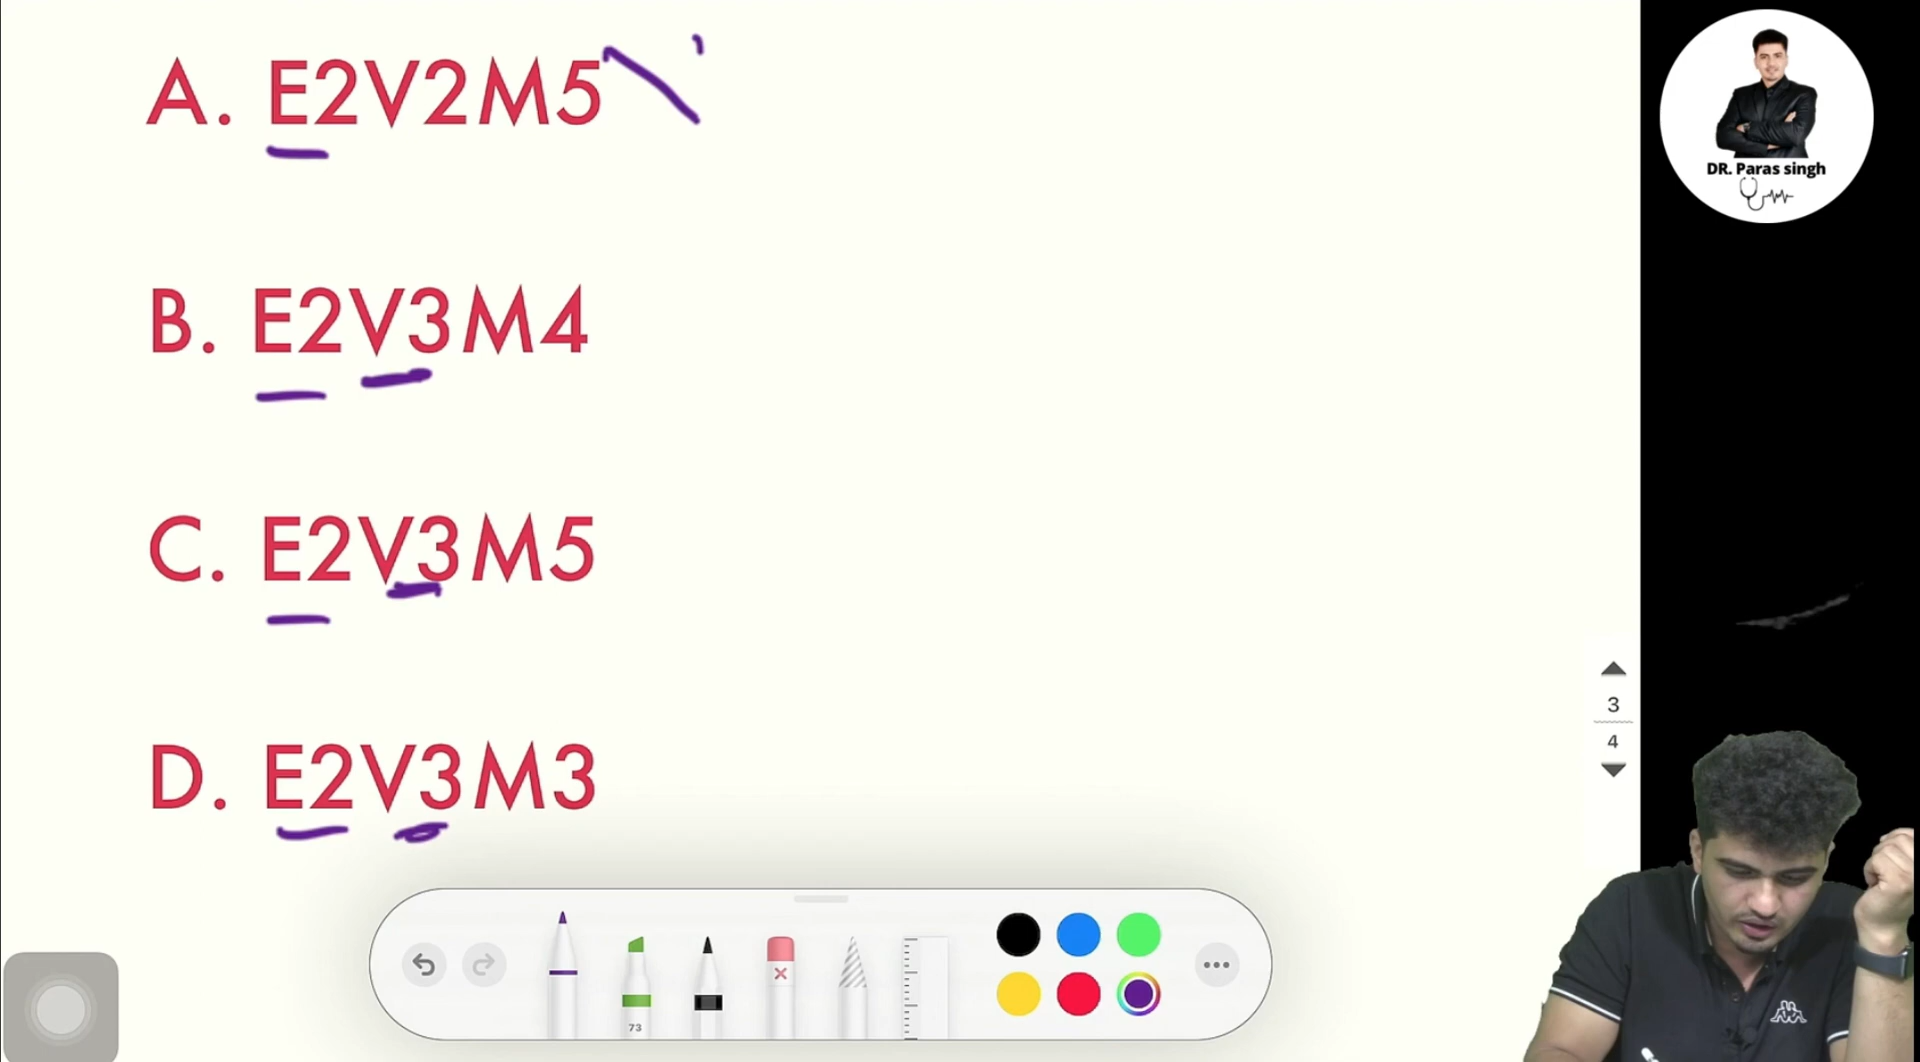 A. E2V2M5
B. E2V3M4
C. E2V3M5
D. E2V3M3
DR. Paras singh
3
4
73